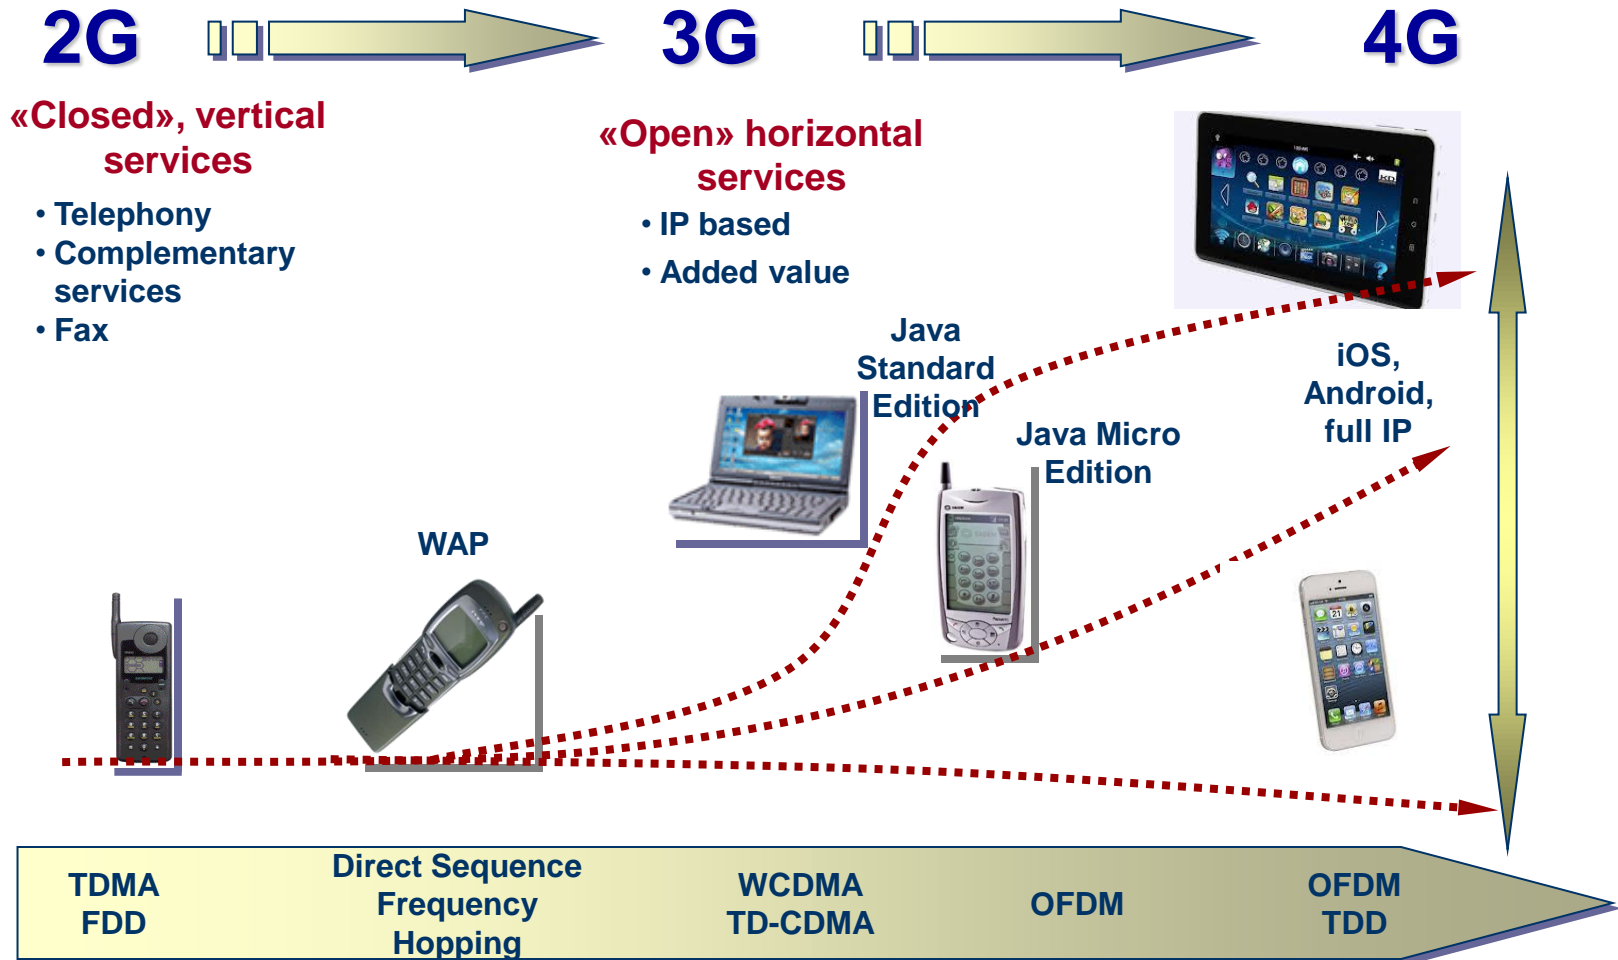 2G
3G
4G
«Closed», vertical
services
• Telephony
• Complementary
services
• Fax
«Open» horizontal
services
• IP based
• Added value
Java
Standard
Edition
Java Micro
Edition
iOS,
Android,
full IP
WAP
TDMA
FDD
Direct Sequence
Frequency
Hopping
WCDMA
TD-CDMA
OFDM
OFDM
TDD